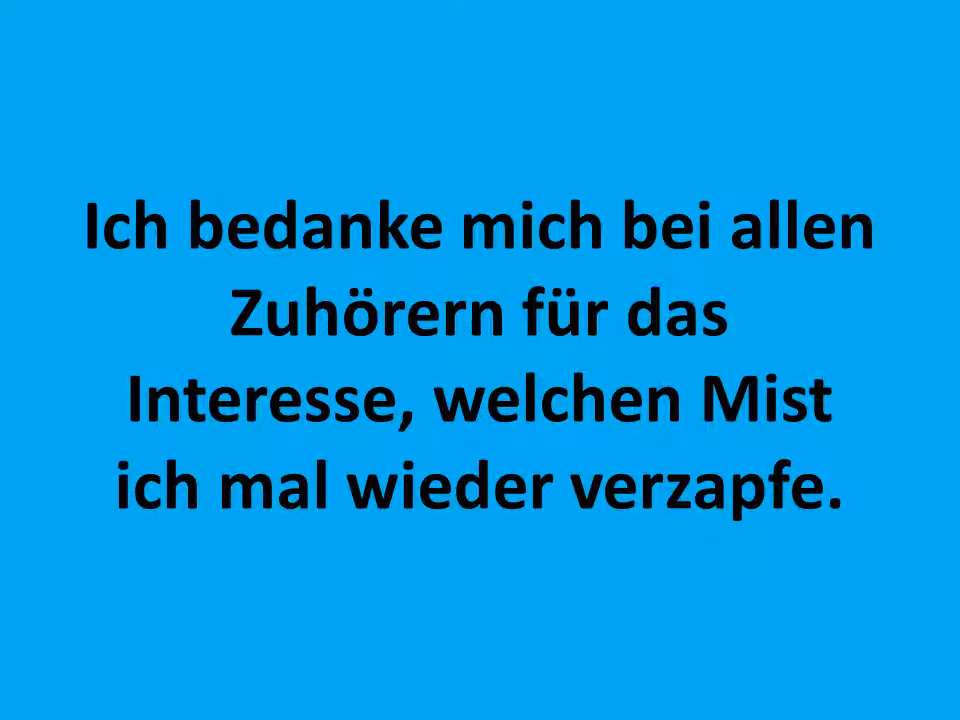 Ich bedanke mich bei allen
Zuhörern für das
Interesse, welchen Mist
ich mal wieder verzapfe.